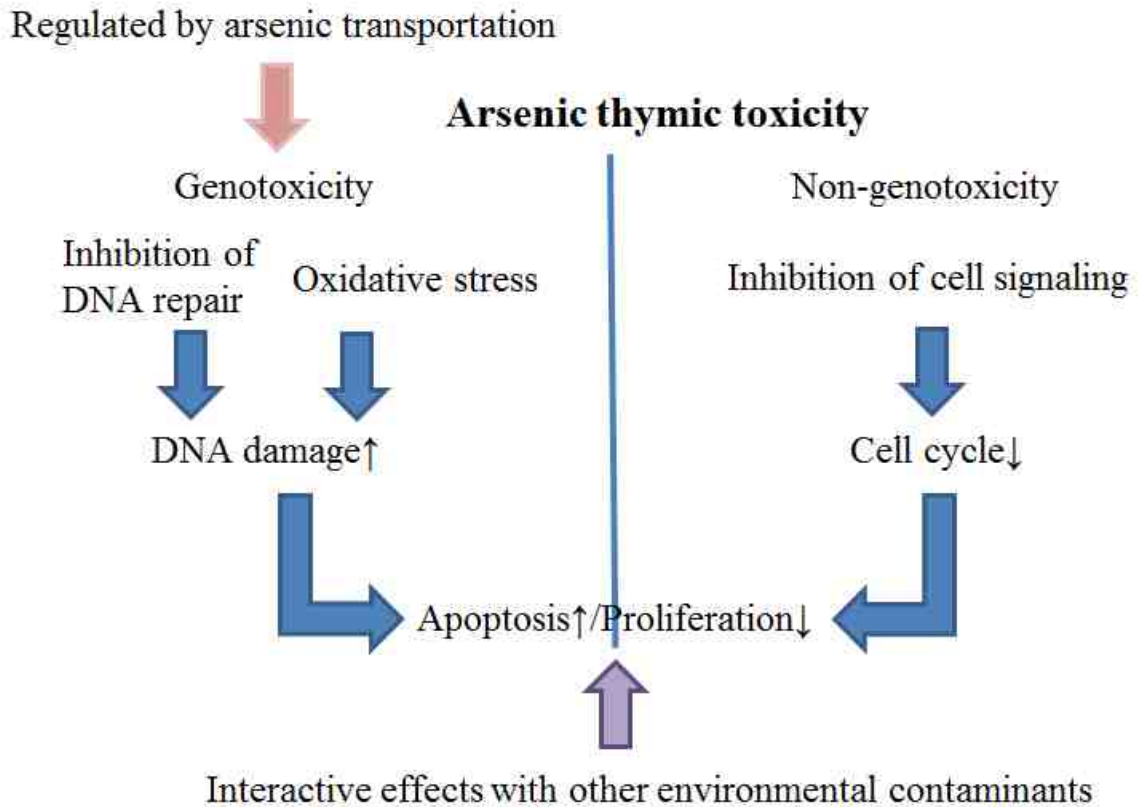 Regulated by arsenic transportation
Arsenic thymic toxicity
Genotoxicity
Non-genotoxicity
Inhibition of
DNA repair
Oxidative stress
Inhibition of cell signaling
DNA damage↑
Cell cycle↓
Apoptosis↑/Proliferation↓
Interactive effects with other environmental contaminants